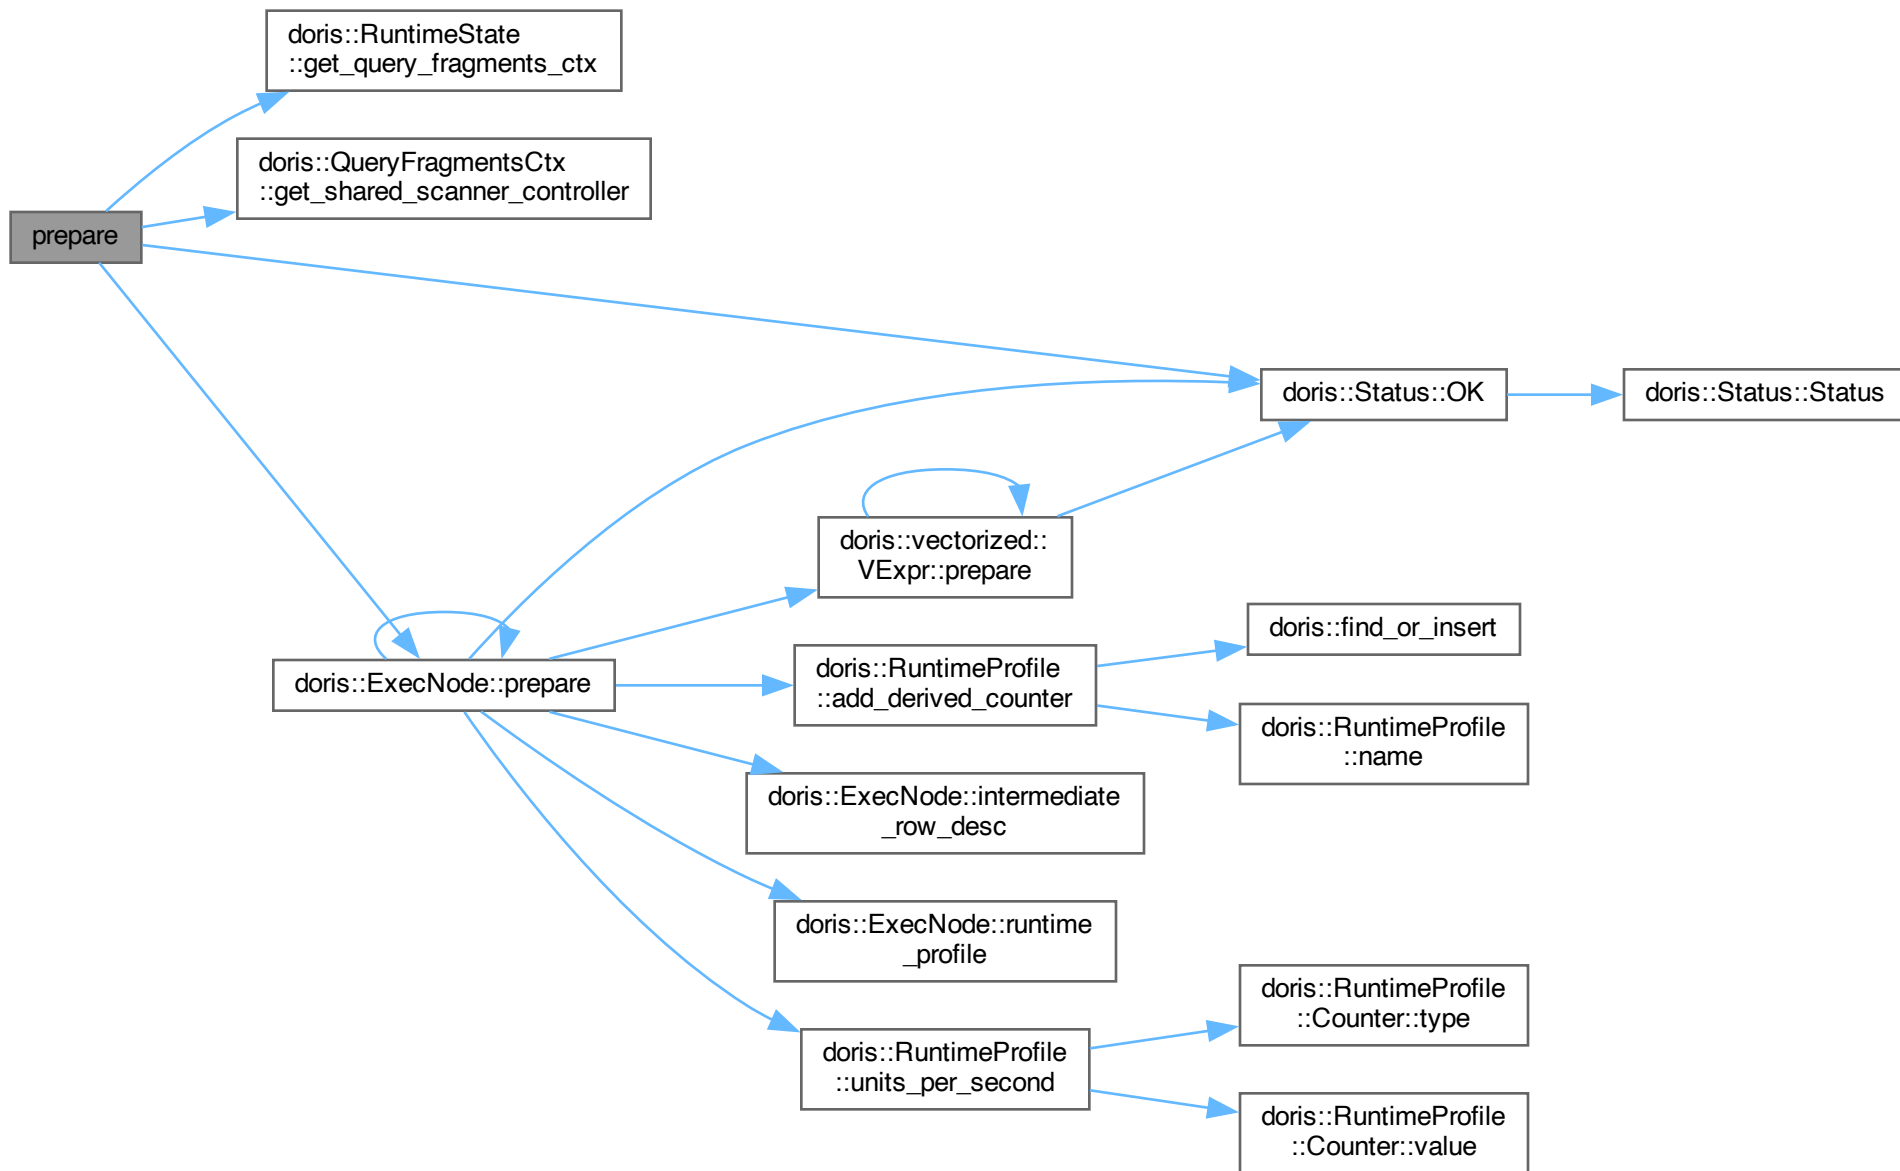 doris::RuntimeState
::get_query_fragments_ctx
doris::QueryFragmentsCtx
::get_shared_scanner_controller
prepare
doris::Status::OK
doris::Status::Status
doris::vectorized::
VExpr::prepare
doris::find_or_insert
doris::ExecNode::prepare
doris::RuntimeProfile
::add_derived_counter
doris::RuntimeProfile
::name
doris::ExecNode::intermediate
_row_desc
doris::ExecNode::runtime
_profile
doris::RuntimeProfile
::Counter::type
doris::RuntimeProfile
::units_per_second
doris::RuntimeProfile
::Counter::value